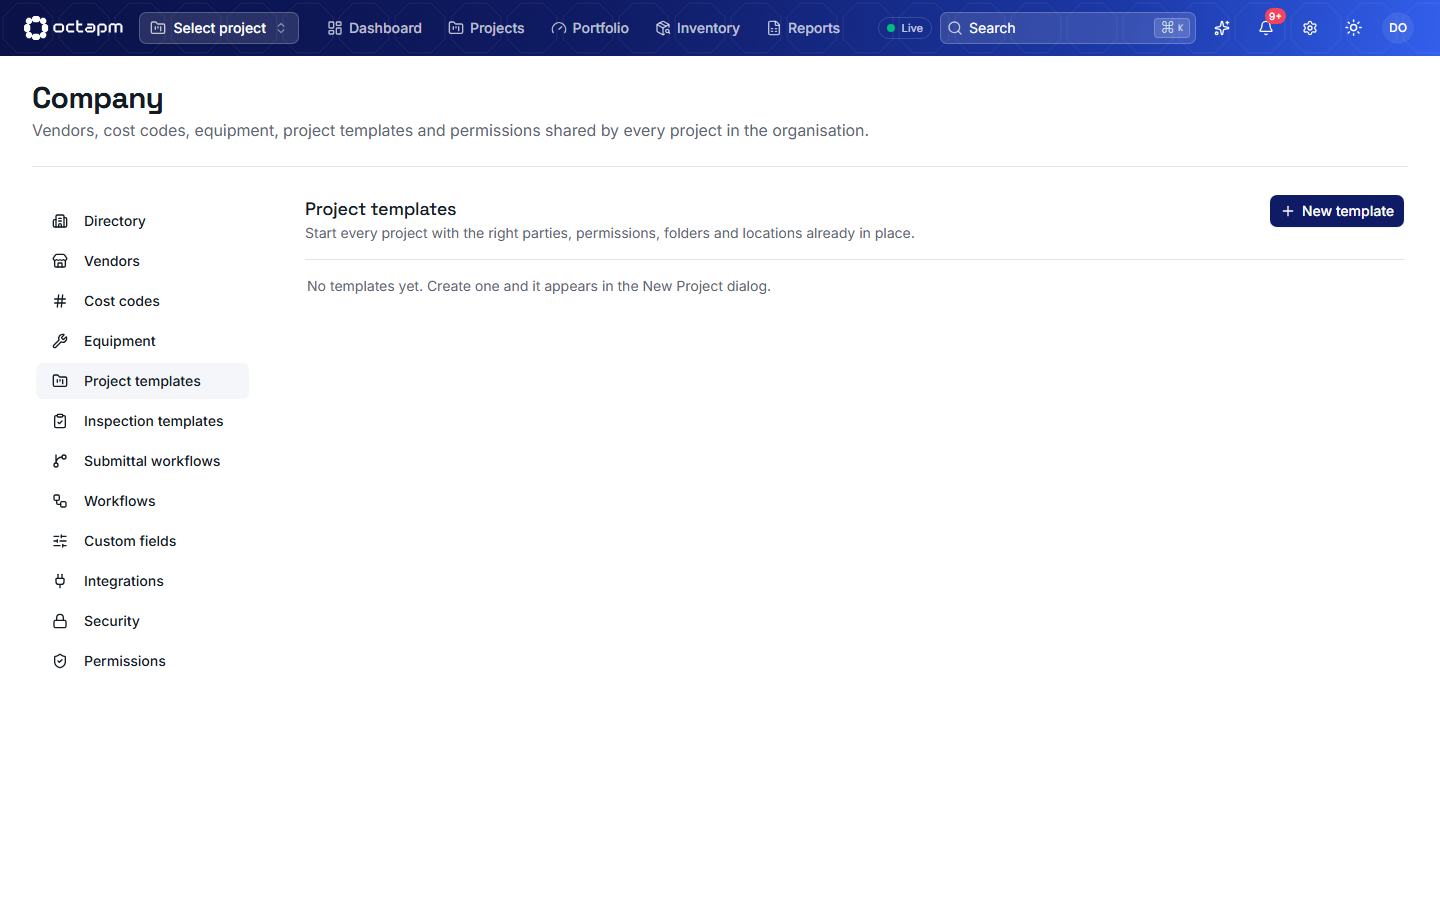 octapm
Select project
Dashboard
Projects
Portfolio
Inventory
Reports
Live
Search
⌘ K
9+
DO
Company
Vendors, cost codes, equipment, project templates and permissions shared by every project in the organisation.
Directory
Vendors
Cost codes
Equipment
Project templates
Inspection templates
Submittal workflows
Workflows
Custom fields
Integrations
Security
Permissions
Project templates
Start every project with the right parties, permissions, folders and locations already in place.
New template
No templates yet. Create one and it appears in the New Project dialog.